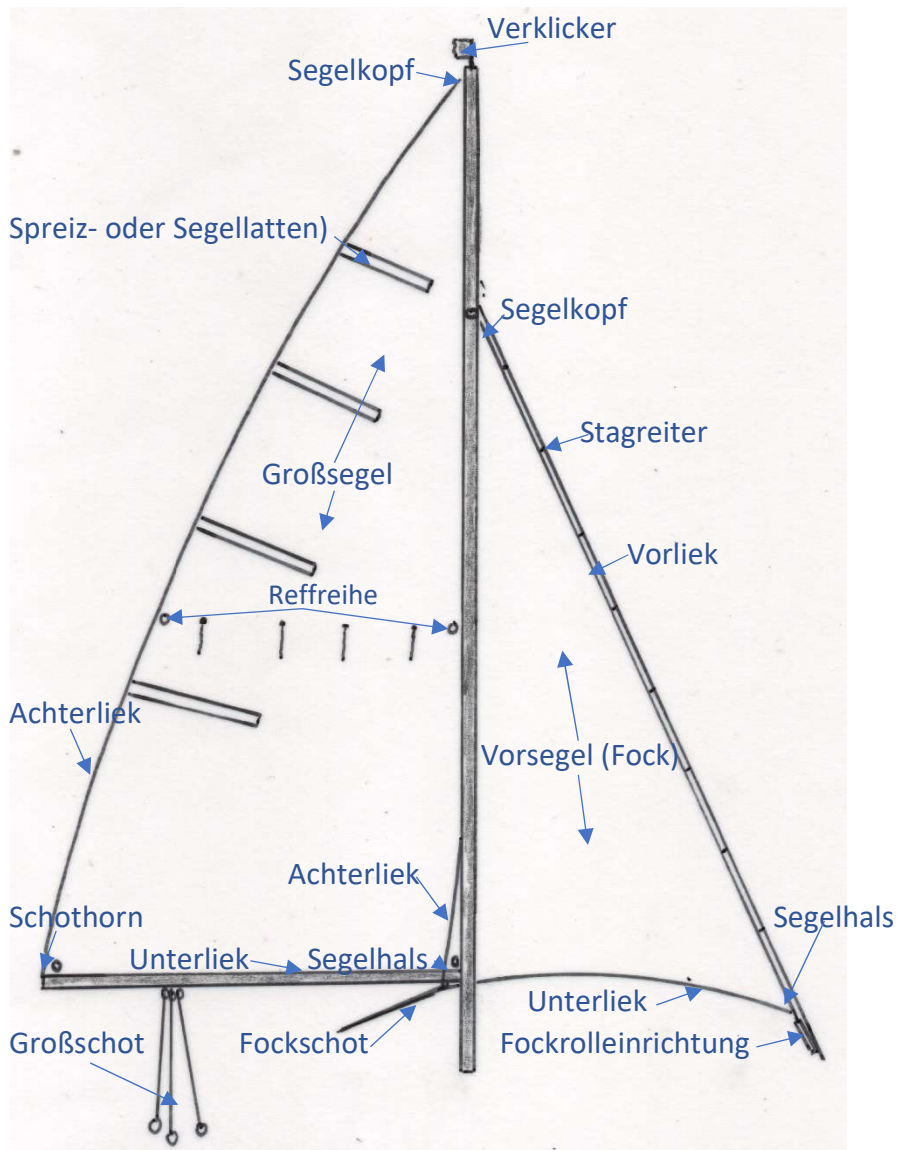 Verklicker
Segelkopf
Spreiz- oder Segellatten)
Segelkopf
Stagreiter
Großsegel
Vorliek
Reffreihe
Achterliek
Vorsegel (Fock)
Achterliek
Schothorn
Segelhals
Unterliek
Segelhals
Unterliek
Großschot
Fockschot
Fockrolleinrichtung